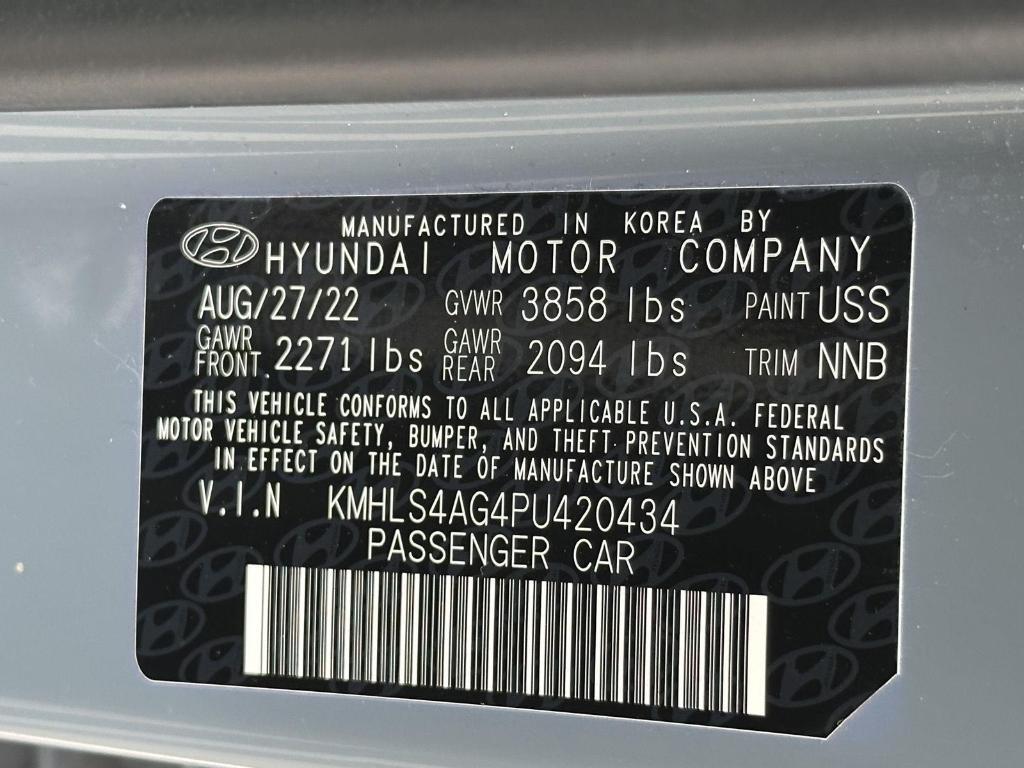 MANUFACTURED IN KOREA BY
HYUNDAI MOTOR COMPANY
AUG/27/22 GVWR 3858 lbs PAINT USS
GAWR FRONT 2271 lbs GAWR REAR 2094 lbs TRIM NNB
THIS VEHICLE CONFORMS TO ALL APPLICABLE U.S.A. FEDERAL
MOTOR VEHICLE SAFETY, BUMPER, AND THEFT PREVENTION STANDARDS
IN EFFECT ON THE DATE OF MANUFACTURE SHOWN ABOVE
V.I.N KMHLS4AG4PU420434
PASSENGER CAR